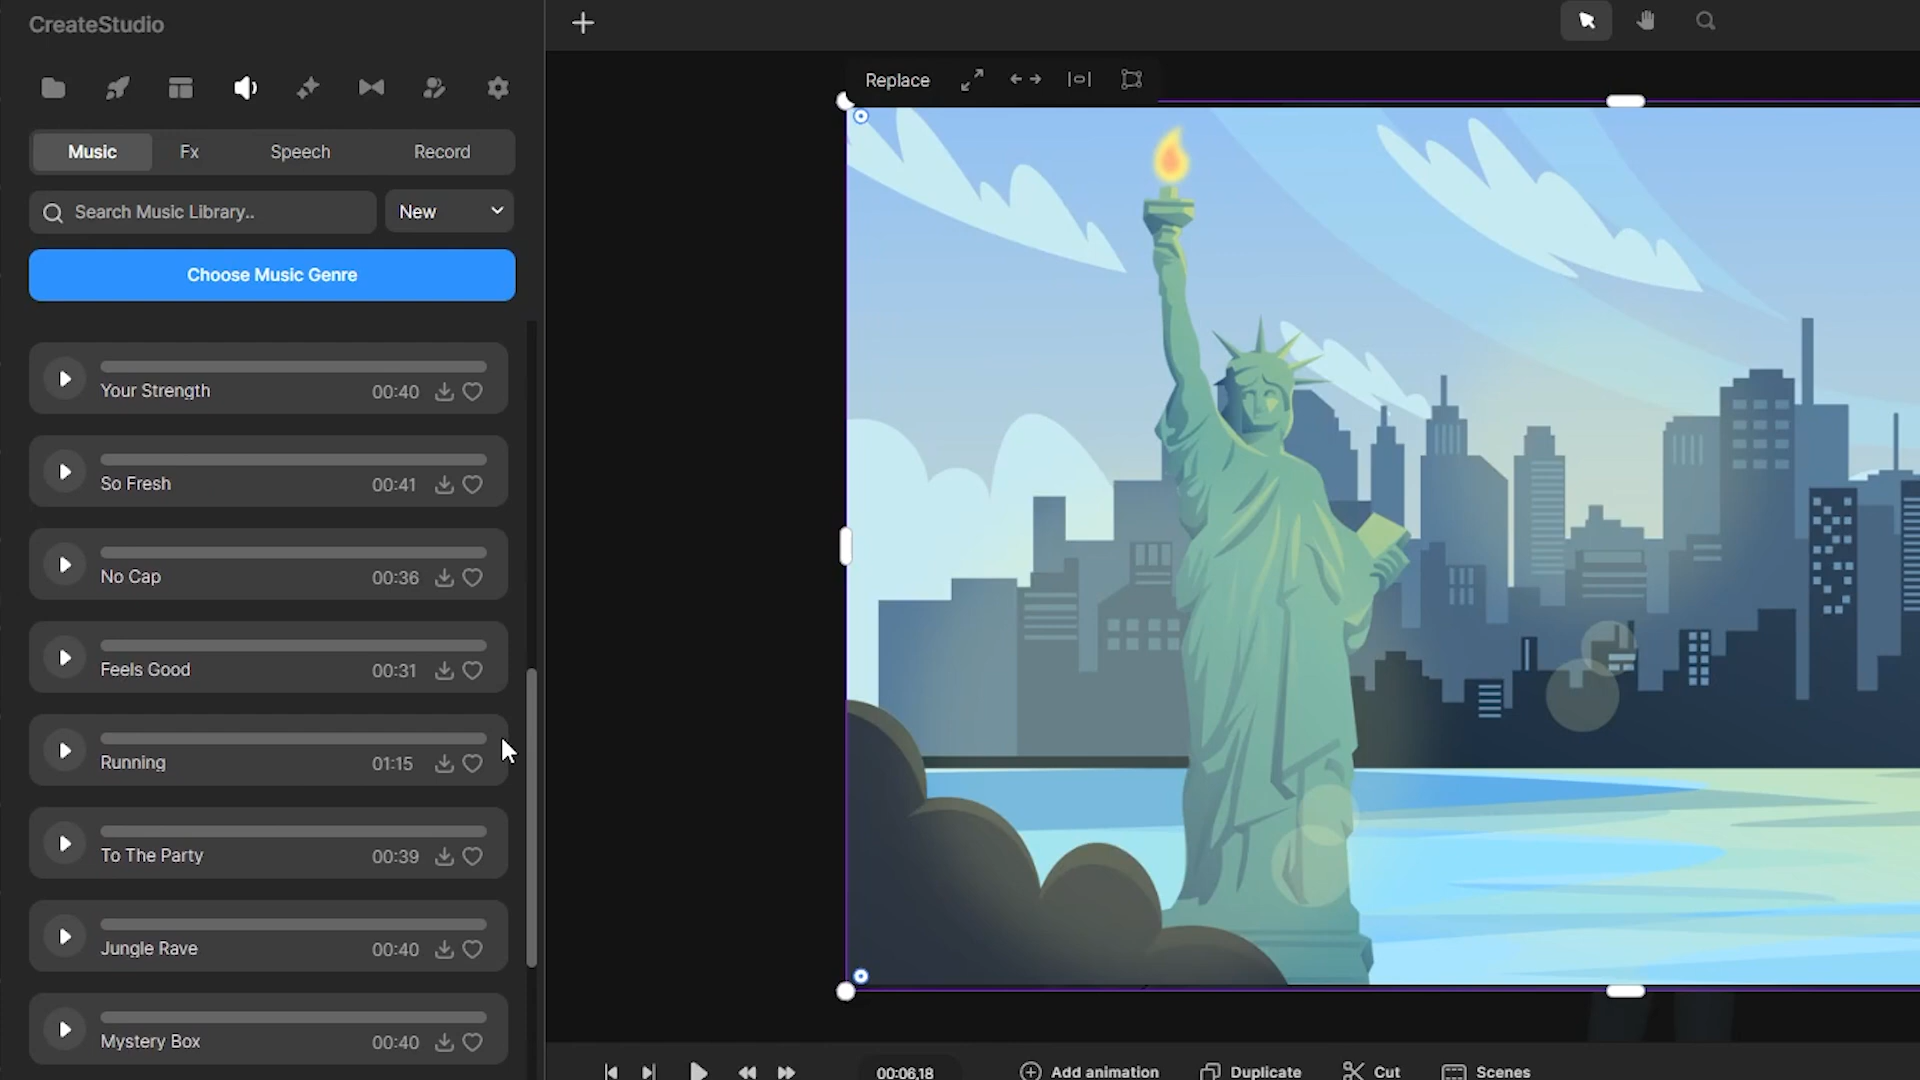 CreateStudio
Replace
Music
Fx
Speech
Record
Search Music Library..
New
Choose Music Genre
Your Strength
00:40
So Fresh
00:41
No Cap
00:36
Feels Good
00:31
Running
01:15
To The Party
00:39
Jungle Rave
00:40
Mystery Box
00:40
00:06,18
Add animation
Duplicate
Cut
Scenes